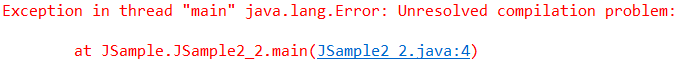 Exception in thread "main" java.lang.Error: Unresolved compilation problem:
at JSample.JSample2_2.main(JSample2_2.java:4)